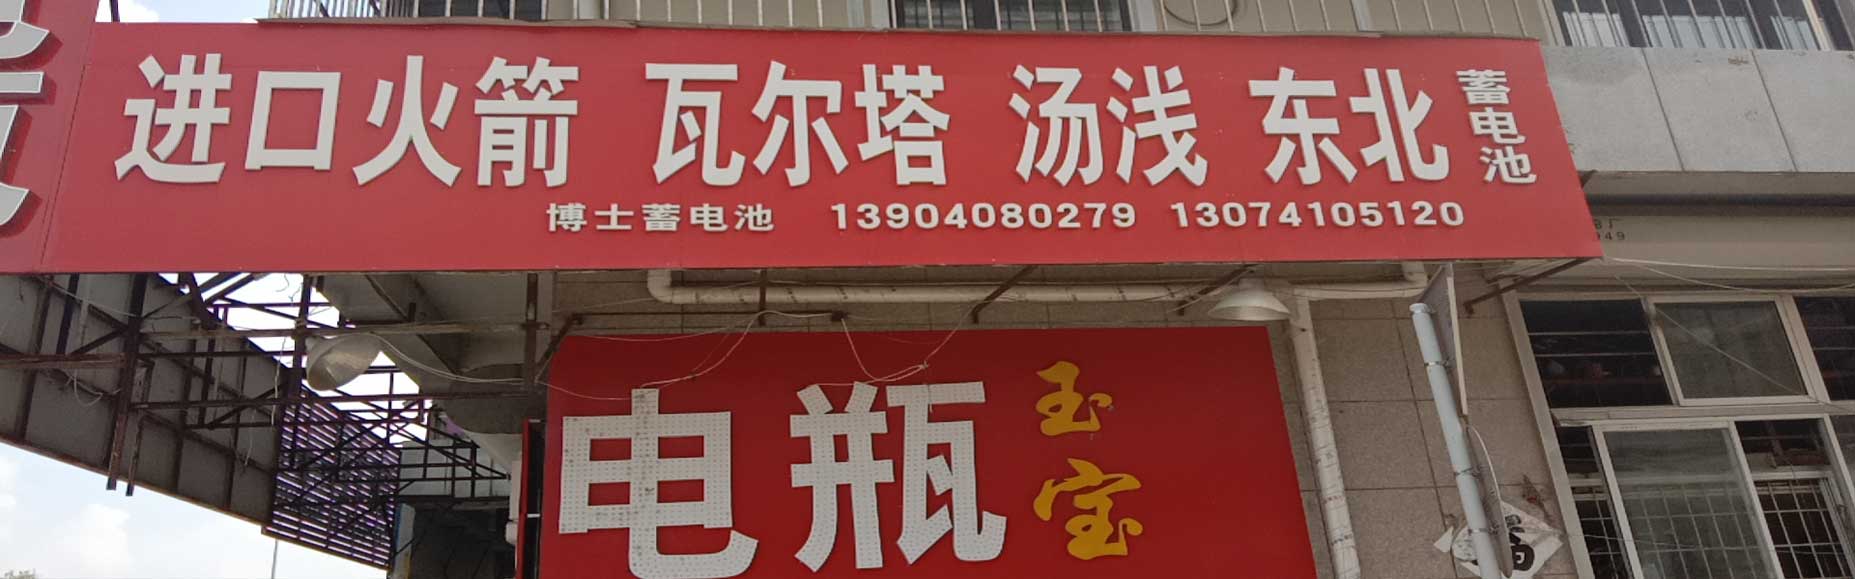 进口火箭 瓦尔塔 汤浅 东北 蓄电池
博士蓄电池 13904080279 13074105120
电瓶 玉宝